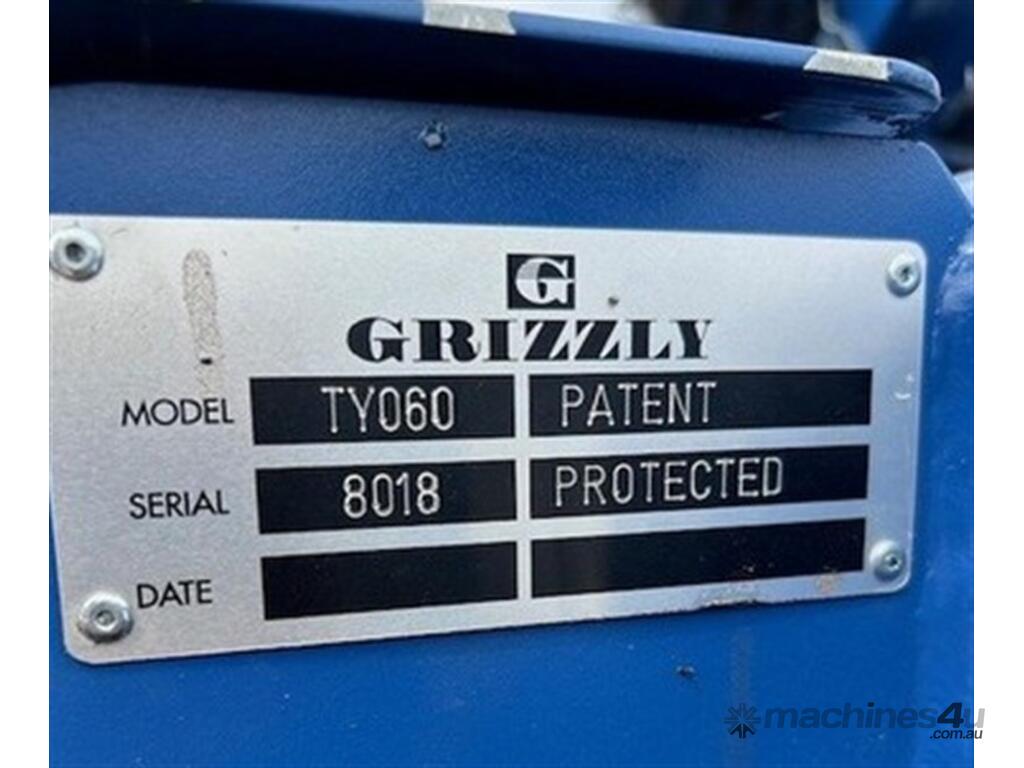 G
GRIZZLY
MODEL TY060 PATENT
SERIAL 8018 PROTECTED
DATE
machines4u
.com.au